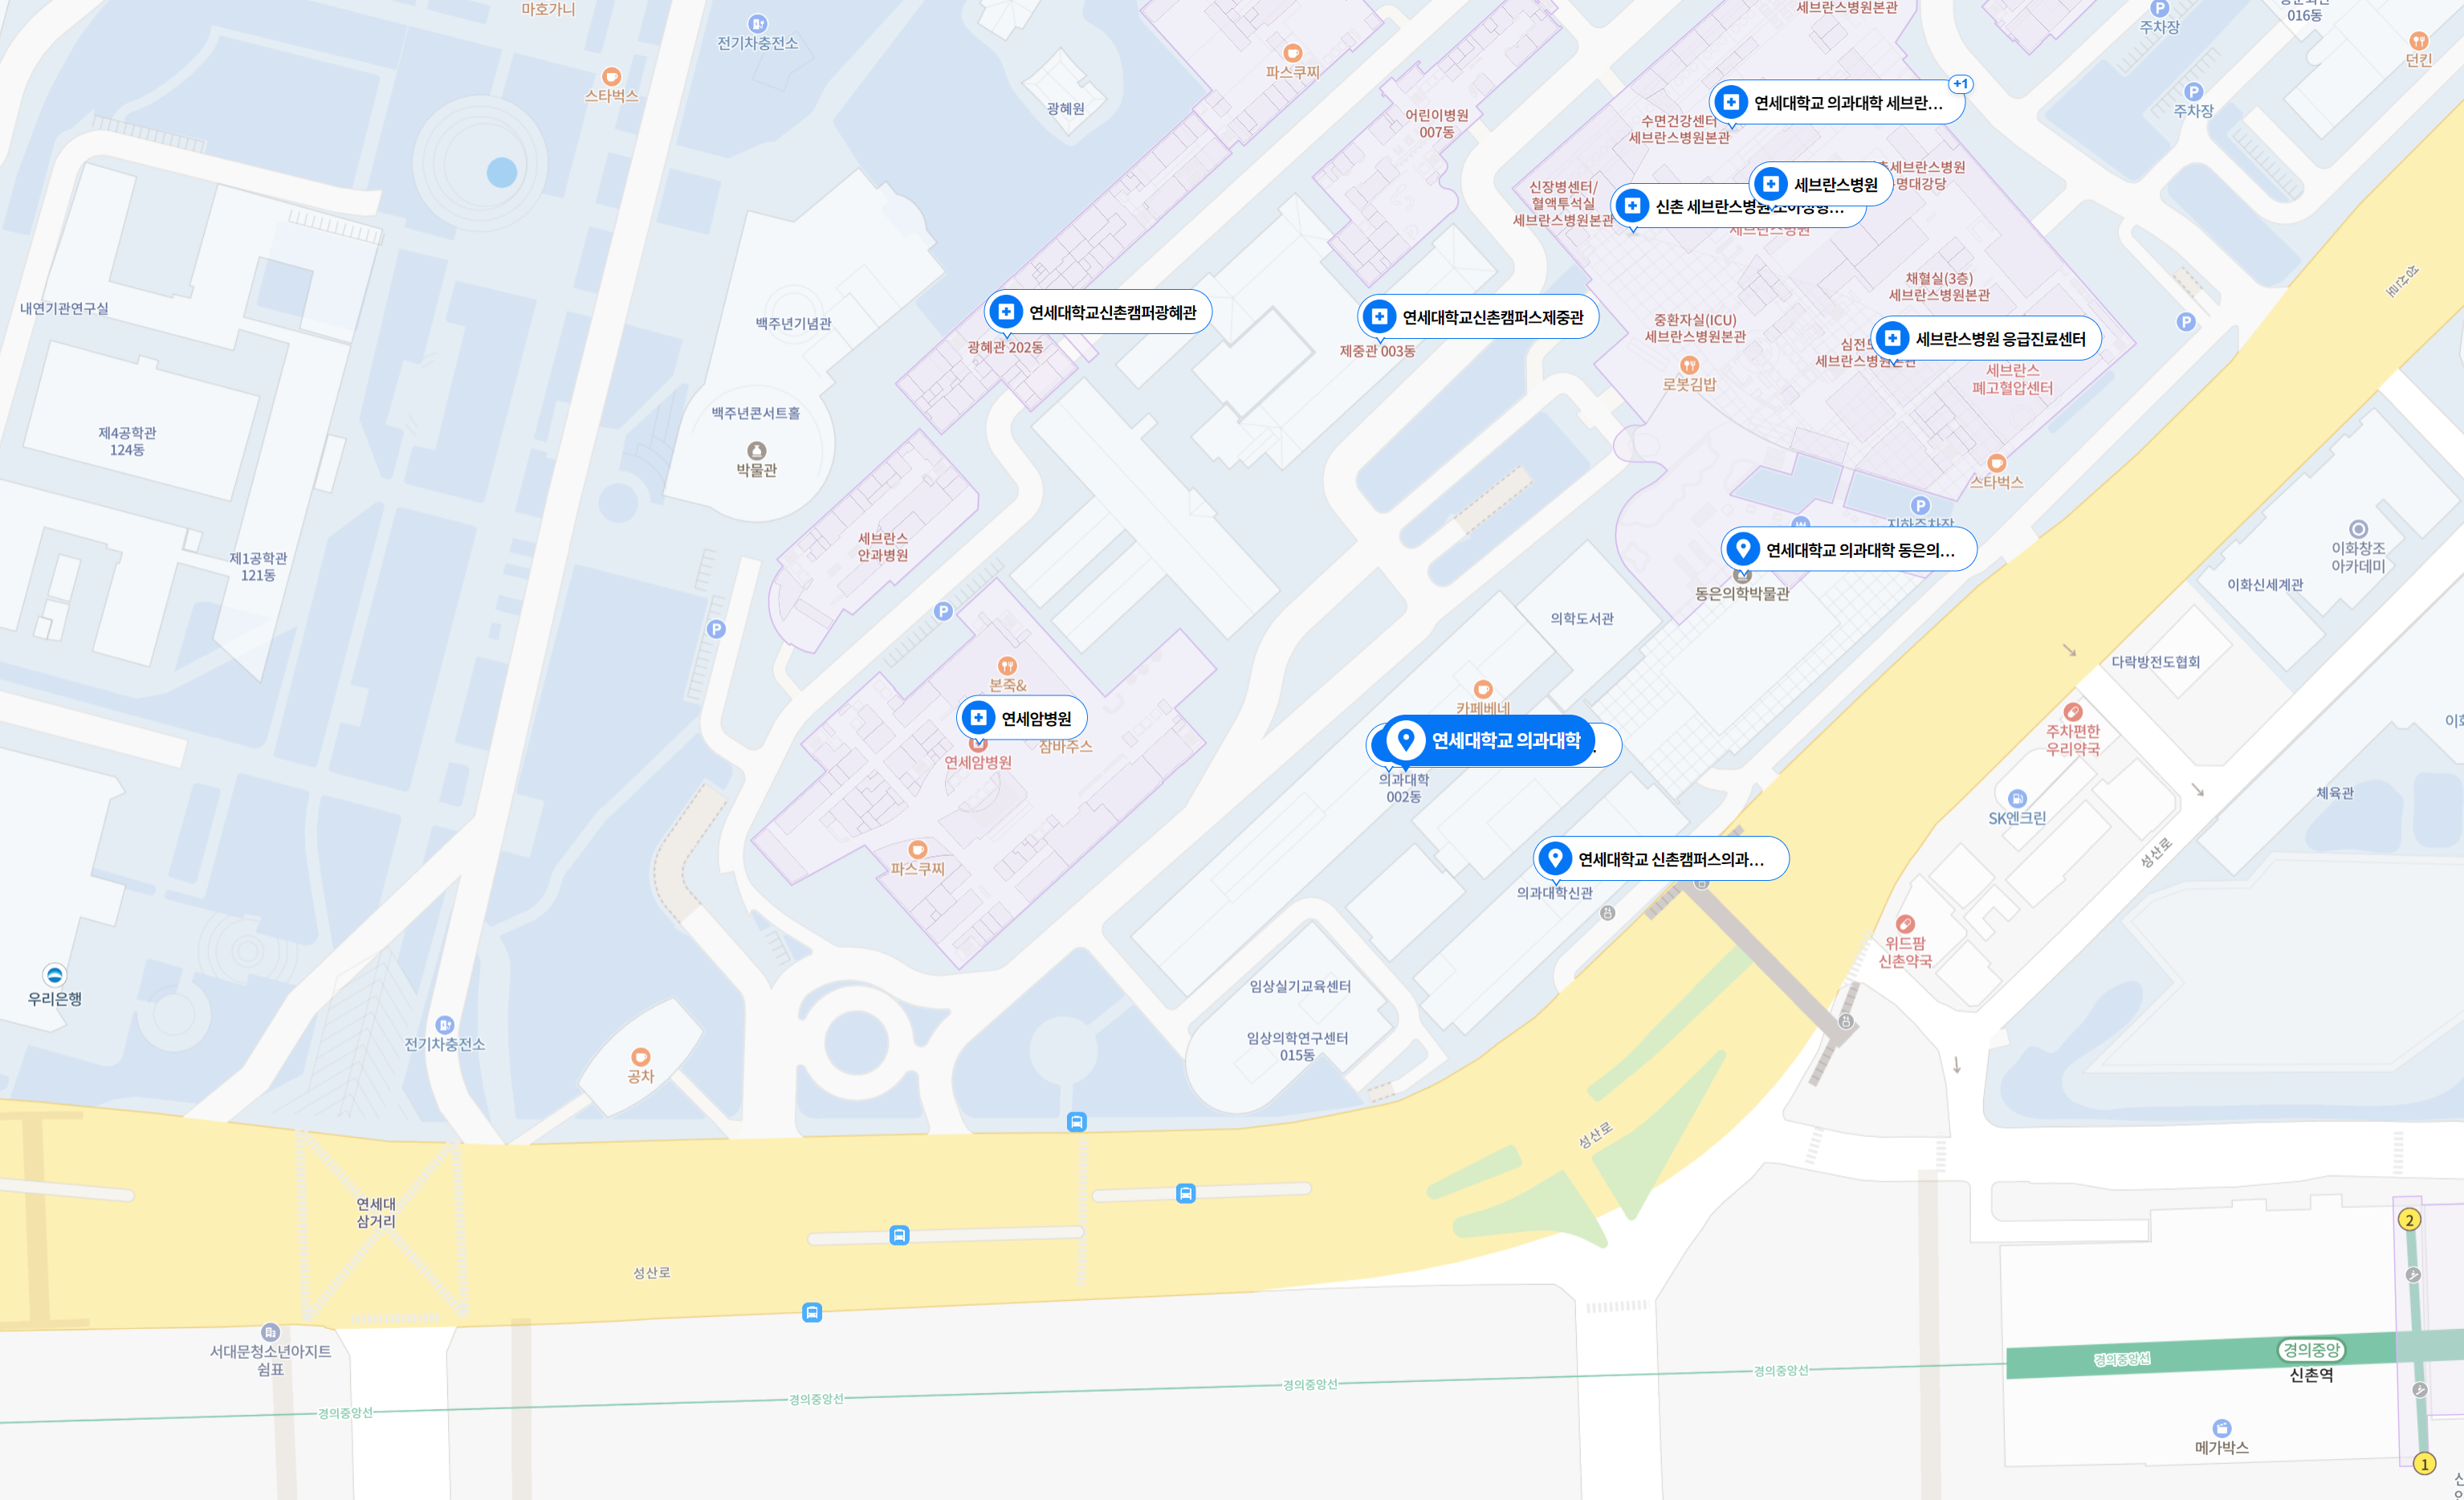 마호가니
전기차충전소
스타벅스
파스쿠찌
광혜원
어린이병원
007동
세브란스병원본관
주차장
016동
던킨
주차장
+1
연세대학교 의과대학 세브란...
수면건강센터
세브란스병원본관
신장병센터/
혈액투석실
세브란스병원본관
세브란스병원
세브란스병원
명대강당
신촌 세브란스병원
세브란스병원
성산로
채혈실(3층)
세브란스병원본관
내연기관연구실
백주년기념관
연세대학교신촌캠퍼광혜관
광혜관 202동
연세대학교신촌캠퍼스제중관
제중관 003동
중환자실(ICU)
세브란스병원본관
로봇김밥
세브란스병원 응급진료센터
세브란스
폐고혈압센터
백주년콘서트홀
박물관
제4공학관
124동
제1공학관
121동
세브란스
안과병원
스타벅스
지하주차장
연세대학교 의과대학 동은의...
동은의학박물관
의학도서관
이화창조
아카데미
이화신세계관
다락방전도협회
본죽&
연세암병원
잠바주스
연세암병원
파스쿠찌
카페베네
연세대학교 의과대학
의과대학
002동
주차편한
우리약국
SK엔크린
체육관
성산로
연세대학교 신촌캠퍼스의과...
의과대학신관
위드팜
신촌약국
우리은행
전기차충전소
공차
임상실기교육센터
임상의학연구센터
015동
성산로
연세대
삼거리
성산로
서대문청소년아지트
쉼표
2
경의중앙선
경의중앙선
경의중앙선
경의중앙선
경의중앙선
경의중앙
신촌역
메가박스
1